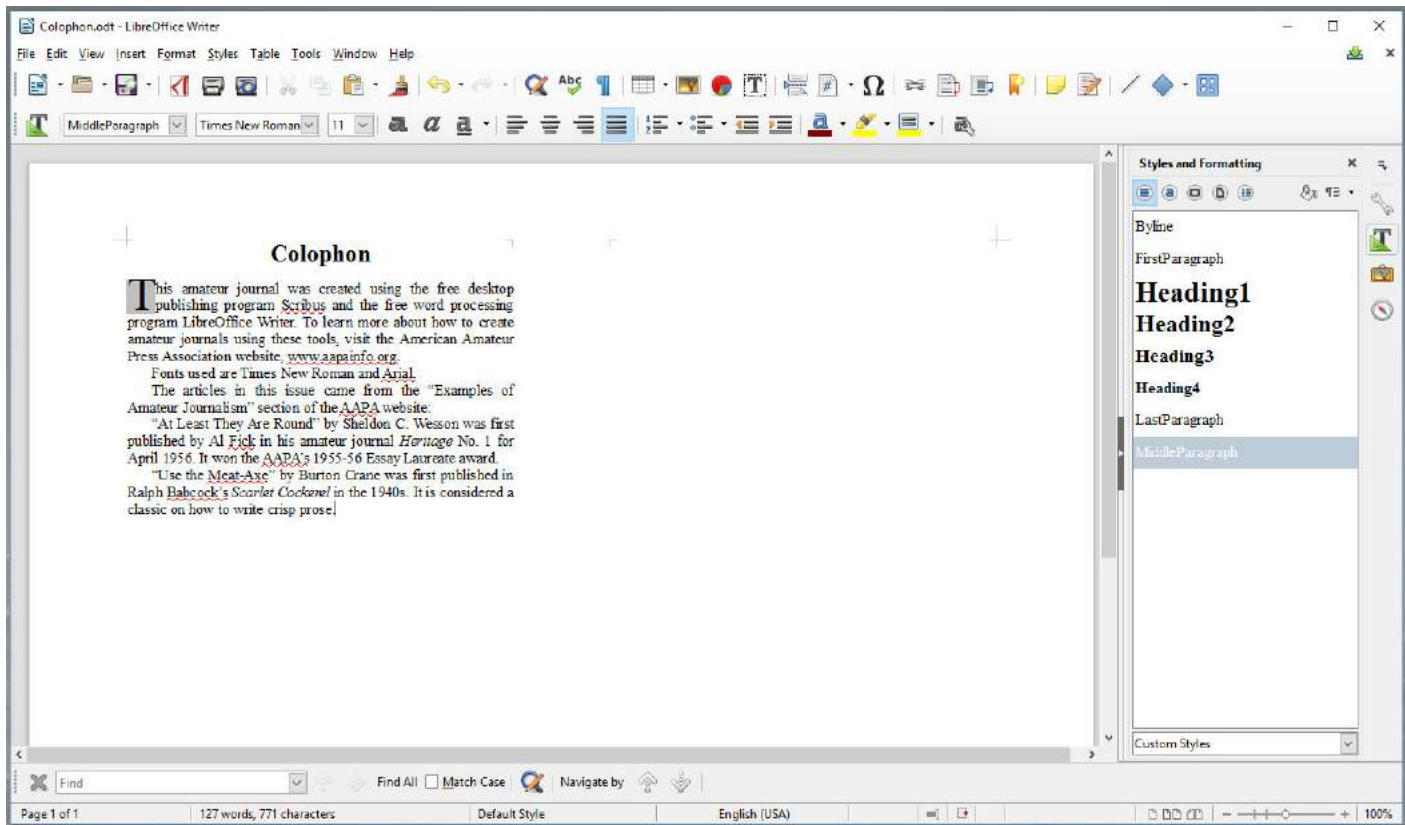 Colophon.odt - LibreOffice Writer
File Edit View Insert Format Styles Table Tools Window Help
Abc
MiddleParagraph Times New Roman 11 a a a a
Styles and Formatting
Byline
FirstParagraph
Heading1
Heading2
Heading3
Heading4
LastParagraph
MiddleParagraph
Custom Styles
Colophon
This amateur journal was created using the free desktop
publishing program Scribus and the free word processing
program LibreOffice Writer. To learn more about how to create
amateur journals using these tools, visit the American Amateur
Press Association website, www.aapainfo.org.
Fonts used are Times New Roman and Arial.
The articles in this issue came from the “Examples of
Amateur Journalism” section of the AAPA website:
“At Least They Are Round” by Sheldon C. Wesson was first
published by Al Fick in his amateur journal Heritage No. 1 for
April 1956. It won the AAPA’s 1955-56 Essay Laureate award.
“Use the Meat-Axe” by Burton Crane was first published in
Ralph Babcock’s Scarlet Cockerel in the 1940s. It is considered a
classic on how to write crisp prose.
Find Find All Match Case Navigate by
Page 1 of 1 127 words, 771 characters Default Style English (USA) 100%